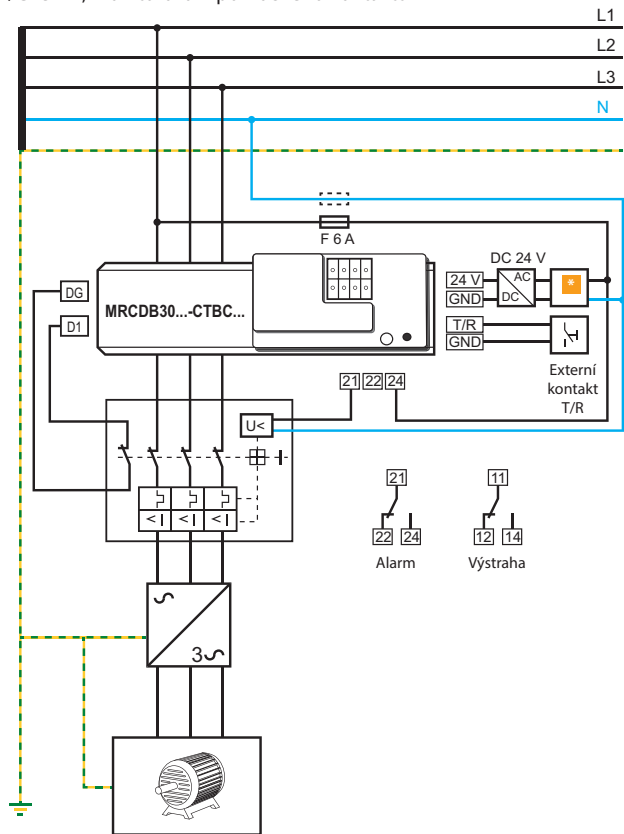 L1
L2
L3
N
F 6 A
DC 24 V
24 V
AC
DC
*
GND
DG
MRCDB30...-CTBC...
D1
T/R
GND
Externí
kontakt
T/R
21 22 24
U<
I
< I < I < I
21
22 24
Alarm
11
12 14
Výstraha
3